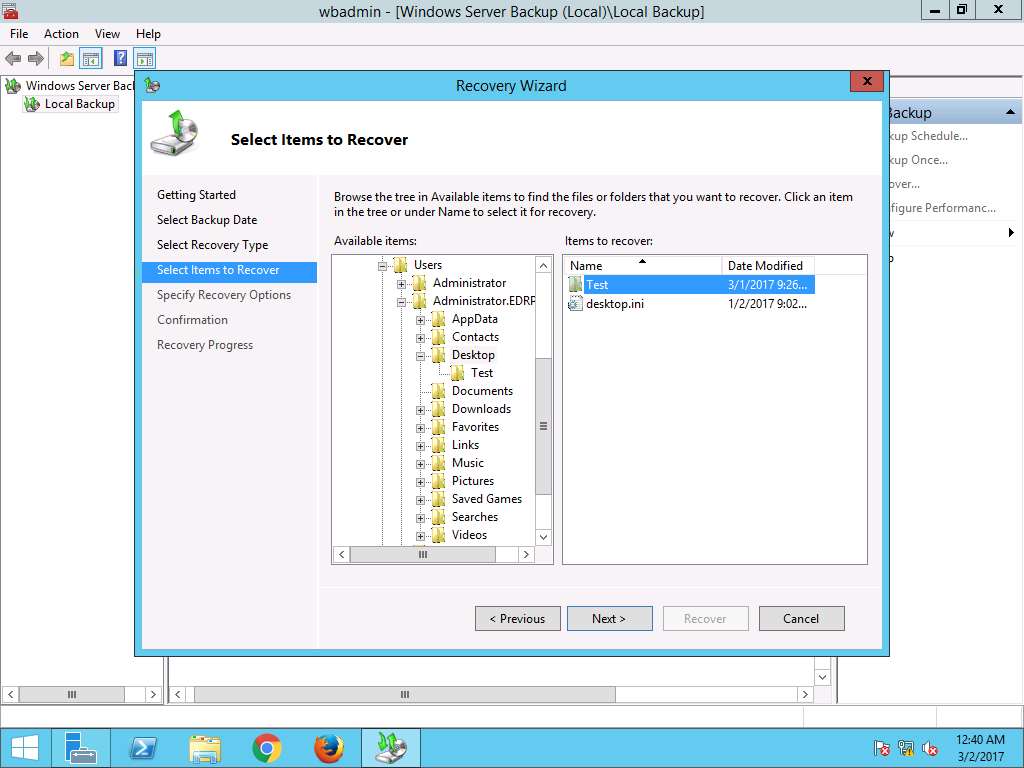 wbadmin - [Windows Server Backup (Local)\Local Backup]
File Action View Help
Windows Server Bac
Local Backup
Recovery Wizard
Select Items to Recover
Getting Started
Select Backup Date
Select Recovery Type
Select Items to Recover
Specify Recovery Options
Confirmation
Recovery Progress
Browse the tree in Available items to find the files or folders that you want to recover. Click an item
in the tree or under Name to select it for recovery.
Available items:
Users
Administrator
Administrator.EDRP
AppData
Contacts
Desktop
Test
Documents
Downloads
Favorites
Links
Music
Pictures
Saved Games
Searches
Videos
Items to recover:
Name Date Modified
Test 3/1/2017 9:26...
desktop.ini 1/2/2017 9:02...
< Previous Next > Recover Cancel
Backup
kup Schedule...
kup Once...
over...
figure Performanc...
12:40 AM
3/2/2017